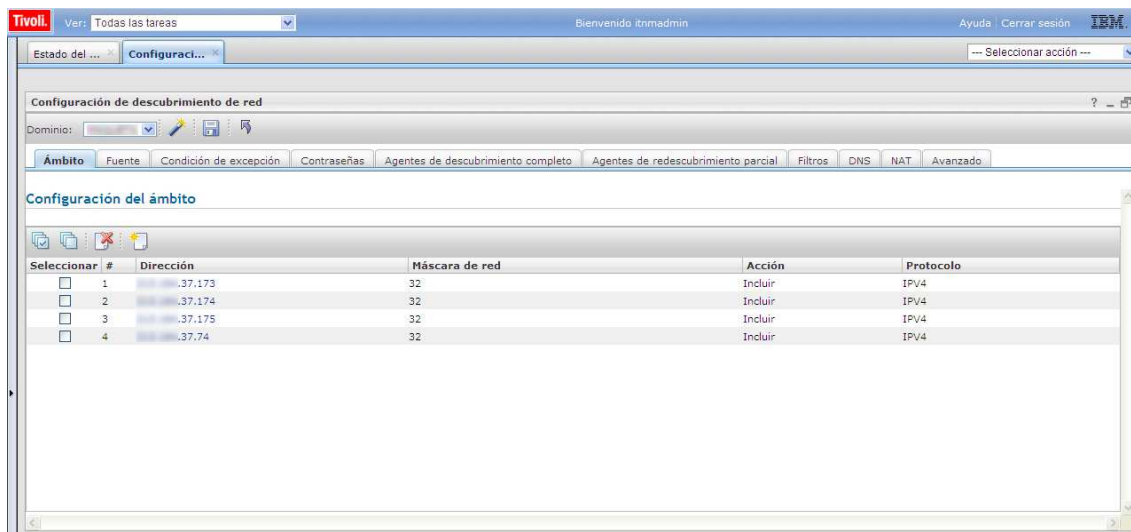 Tivoli. Ver: Todas las tareas Bienvenido itnmadmin Ayuda Cerrar sesión IBM.
Estado del ... Configuraci... --- Seleccionar acción ---
Configuración de descubrimiento de red
Dominio:
Ámbito Fuente Condición de excepción Contraseñas Agentes de descubrimiento completo Agentes de redescubrimiento parcial Filtros DNS NAT Avanzado
Configuración del ámbito
Seleccionar # Dirección Máscara de red Acción Protocolo
1 .37.173 32 Incluir IPV4
2 .37.174 32 Incluir IPV4
3 .37.175 32 Incluir IPV4
4 .37.74 32 Incluir IPV4